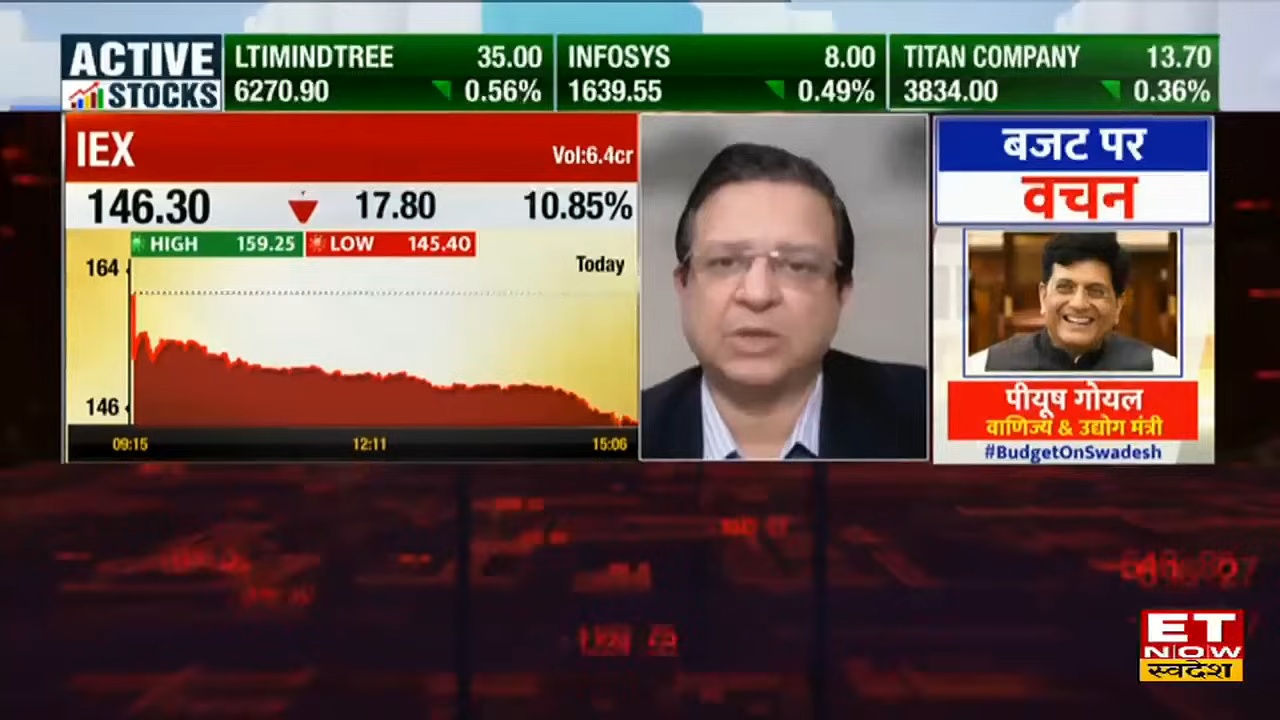 ACTIVE
STOCKS
LTIMINDTREE 35.00
6270.90 0.56%
INFOSYS 8.00
1639.55 0.49%
TITAN COMPANY 13.70
3834.00 0.36%
IEX
Vol:6.4cr
146.30 17.80 10.85%
HIGH 159.25 LOW 145.40
Today
164
146
09:15 12:11 15:06
बजट पर
वचन
पीयूष गोयल
वाणिज्य & उद्योग मंत्री
#BudgetOnSwadesh
ET
NOW
स्वदेश